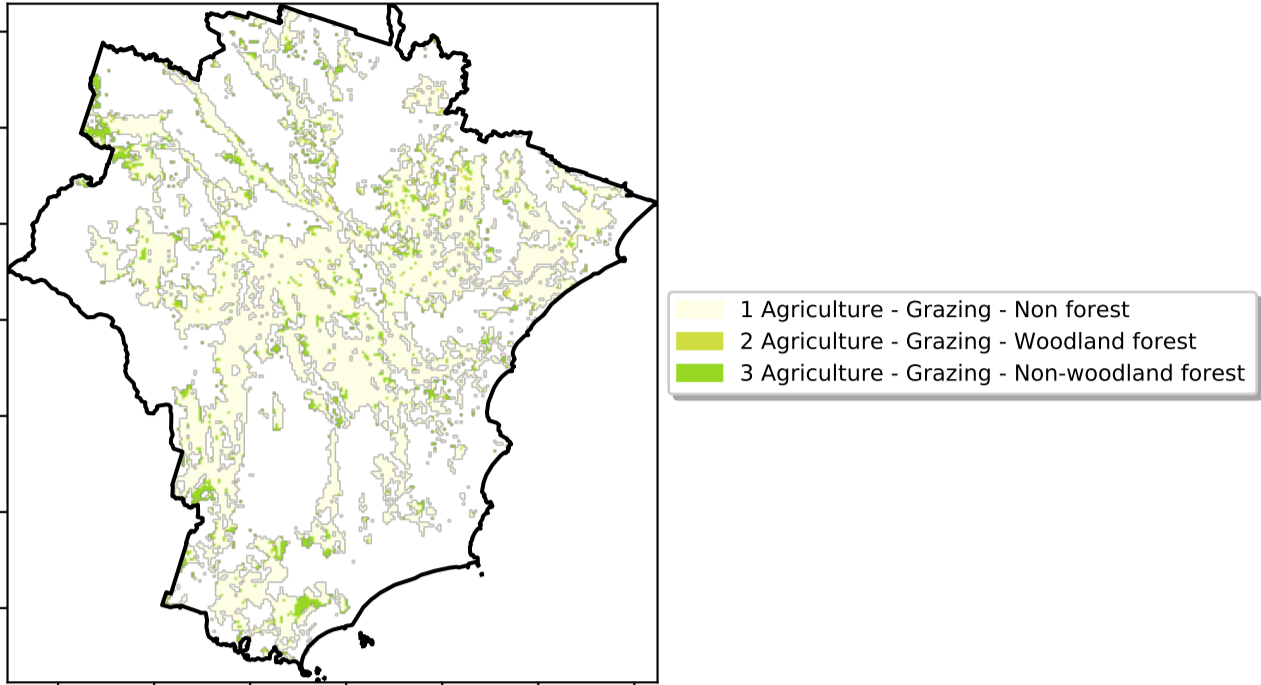 1 Agriculture - Grazing - Non forest
2 Agriculture - Grazing - Woodland forest
3 Agriculture - Grazing - Non-woodland forest